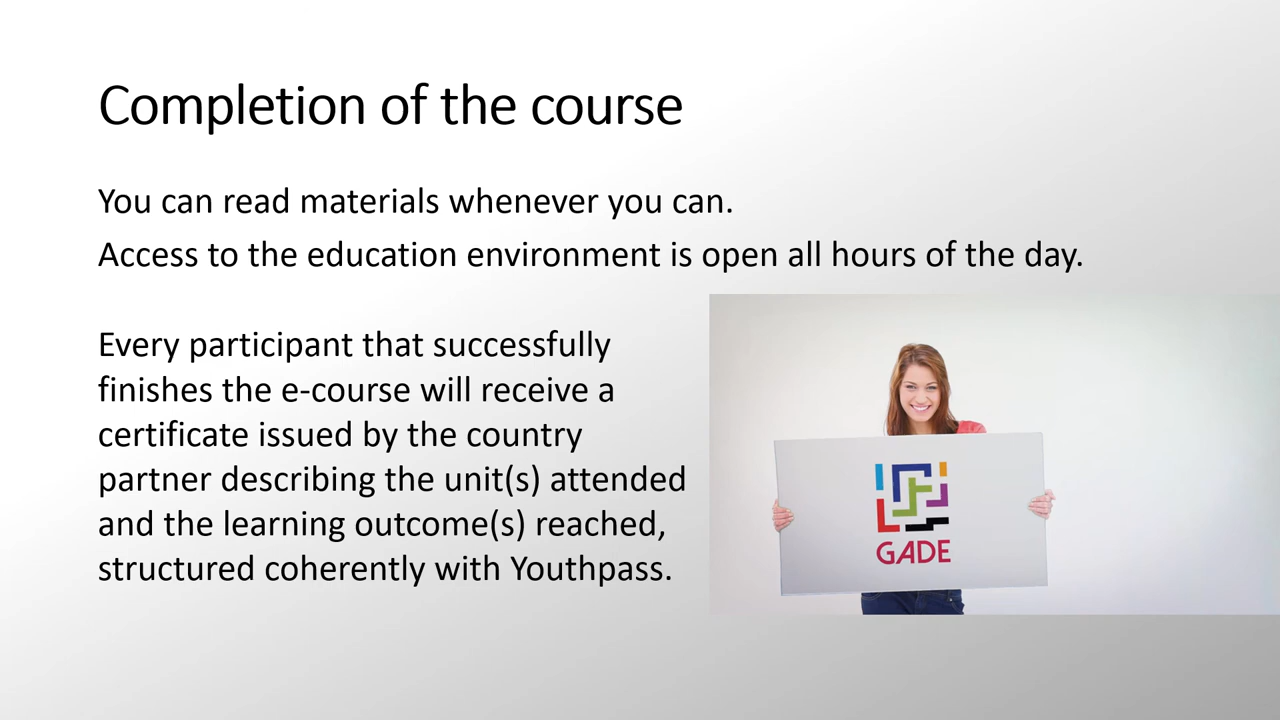 Completion of the course
You can read materials whenever you can.
Access to the education environment is open all hours of the day.
Every participant that successfully
finishes the e-course will receive a
certificate issued by the country
partner describing the unit(s) attended
and the learning outcome(s) reached,
structured coherently with Youthpass.
GADE